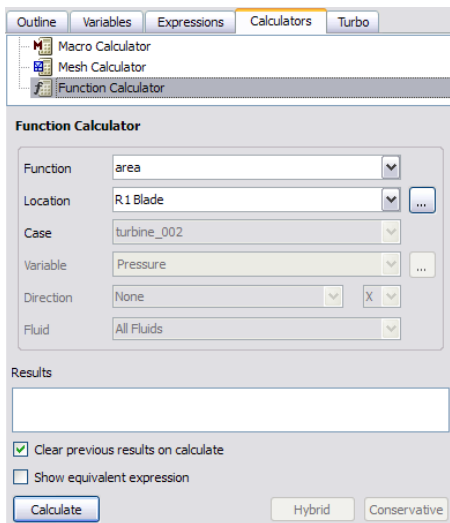 Outline Variables Expressions Calculators Turbo
Macro Calculator
Mesh Calculator
Function Calculator
Function Calculator
Function area
Location R1 Blade ...
Case turbine_002
Variable Pressure ...
Direction None X
Fluid All Fluids
Results
Clear previous results on calculate
Show equivalent expression
Calculate Hybrid Conservative